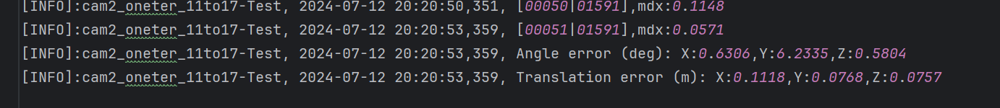 [INFO]:cam2_oneter_11to17-Test, 2024-07-12 20:20:50,351, [00050|01591],mdx:0.1148
[INFO]:cam2_oneter_11to17-Test, 2024-07-12 20:20:53,359, [00051|01591],mdx:0.0571
[INFO]:cam2_oneter_11to17-Test, 2024-07-12 20:20:53,359, Angle error (deg): X:0.6306,Y:6.2335,Z:0.5804
[INFO]:cam2_oneter_11to17-Test, 2024-07-12 20:20:53,359, Translation error (m): X:0.1118,Y:0.0768,Z:0.0757